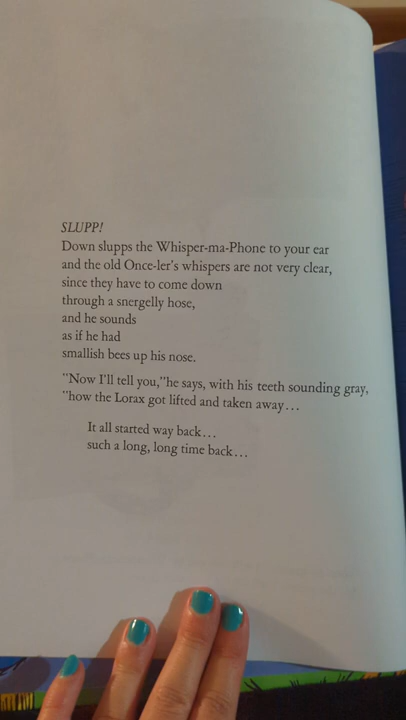 SLUPP!
Down slupps the Whisper-ma-Phone to your ear
and the old Once-ler's whispers are not very clear,
since they have to come down
through a snergelly hose,
and he sounds
as if he had
smallish bees up his nose.
"Now I'll tell you,"he says, with his teeth sounding gray,
"how the Lorax got lifted and taken away...
It all started way back...
such a long, long time back...